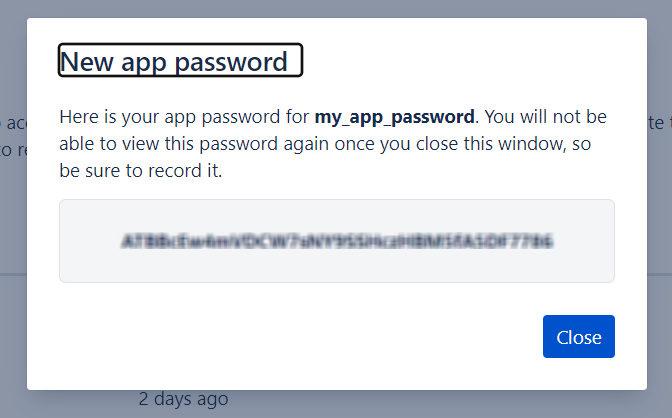 New app password
Here is your app password for my_app_password. You will not be
able to view this password again once you close this window, so
be sure to record it.
Close
2 days ago